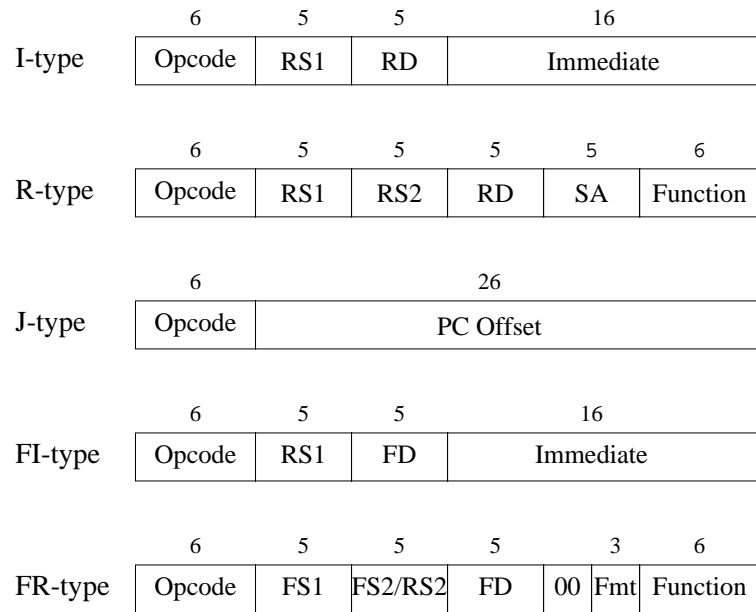 6 5 5 16
I-type Opcode RS1 RD Immediate
6 5 5 5 5 6
R-type Opcode RS1 RS2 RD SA Function
6 26
J-type Opcode PC Offset
6 5 5 16
FI-type Opcode RS1 FD Immediate
6 5 5 5 3 6
FR-type Opcode FS1 FS2/RS2 FD 00 Fmt Function